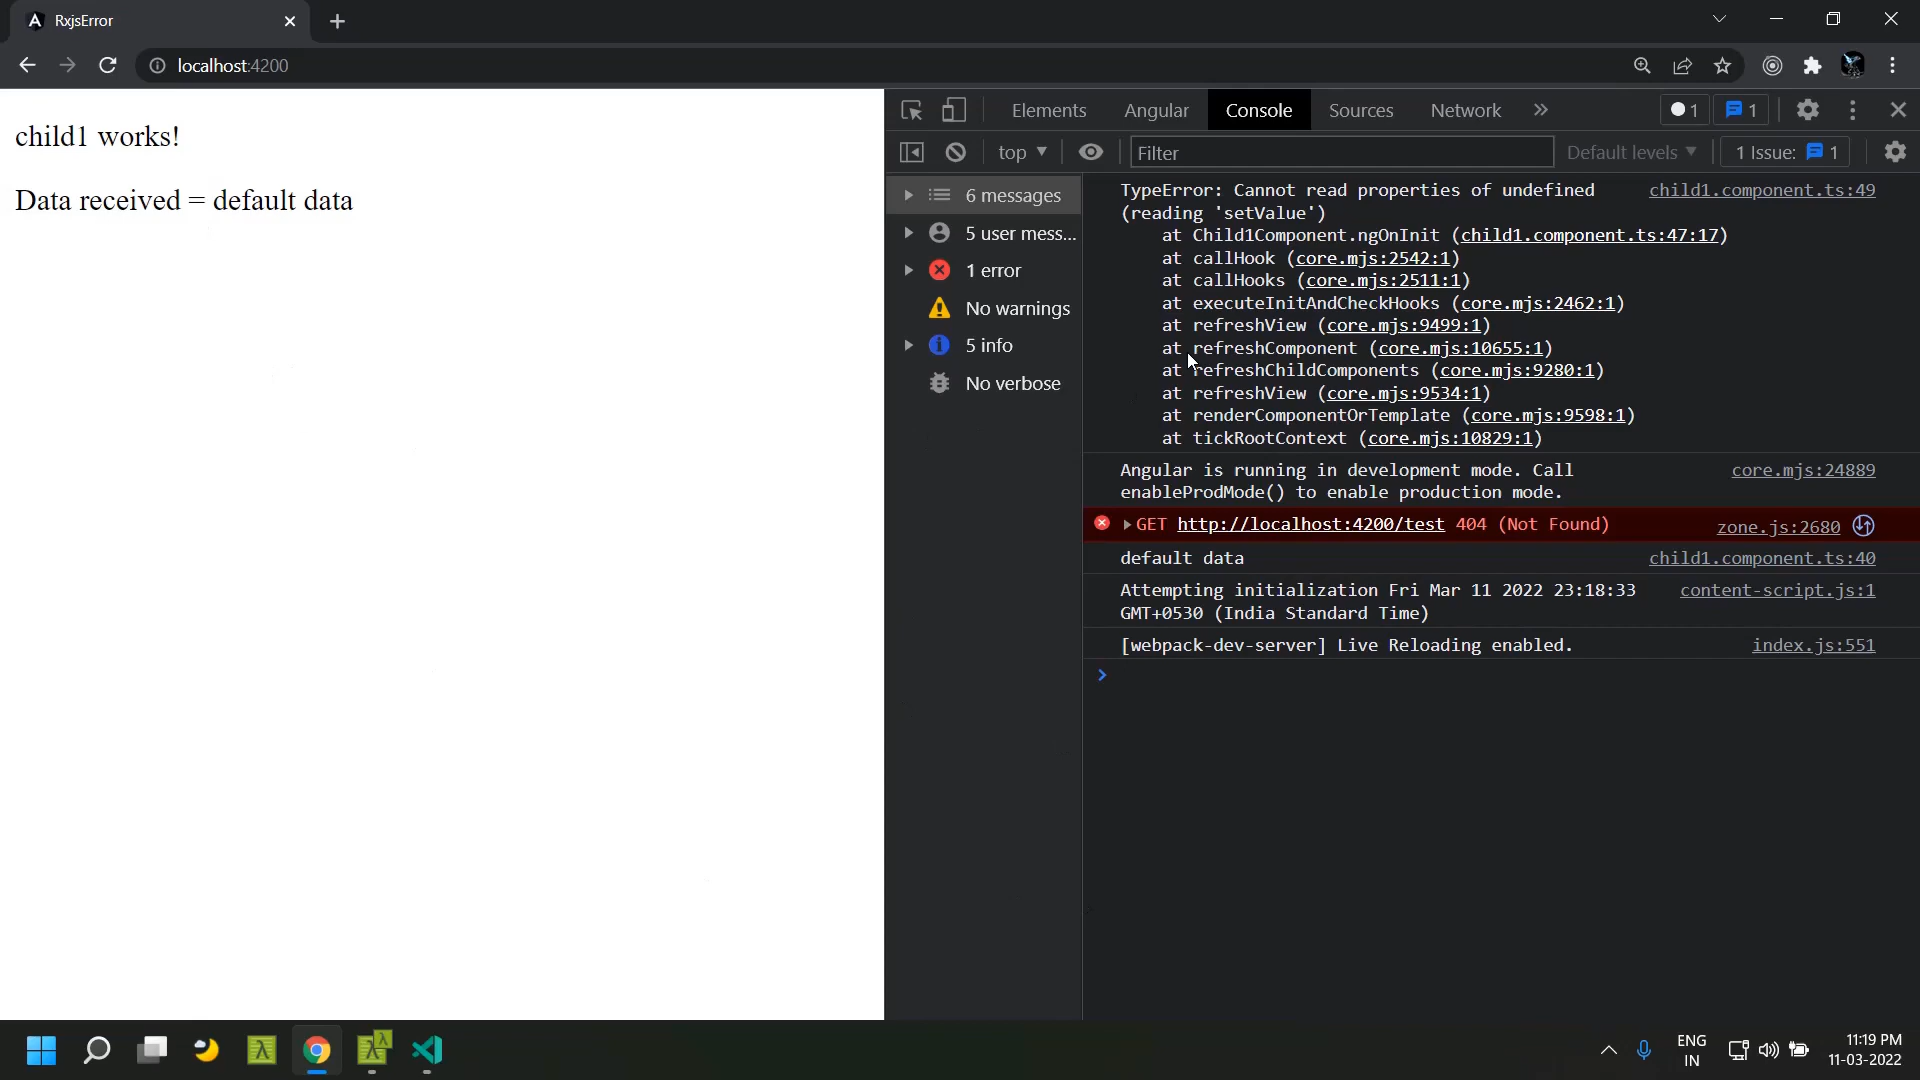 RxjsError
localhost:4200
child1 works!
Data received = default data
Elements Angular Console Sources Network » 1 1
top Filter Default levels 1 Issue: 1
6 messages
5 user mess...
1 error
No warnings
5 info
No verbose
TypeError: Cannot read properties of undefined child1.component.ts:49
(reading 'setValue')
at Child1Component.ngOnInit (child1.component.ts:47:17)
at callHook (core.mjs:2542:1)
at callHooks (core.mjs:2511:1)
at executeInitAndCheckHooks (core.mjs:2462:1)
at refreshView (core.mjs:9499:1)
at refreshComponent (core.mjs:10655:1)
at refreshChildComponents (core.mjs:9280:1)
at refreshView (core.mjs:9534:1)
at renderComponentOrTemplate (core.mjs:9598:1)
at tickRootContext (core.mjs:10829:1)
Angular is running in development mode. Call core.mjs:24889
enableProdMode() to enable production mode.
GET http://localhost:4200/test 404 (Not Found) zone.js:2680
default data child1.component.ts:40
Attempting initialization Fri Mar 11 2022 23:18:33 content-script.js:1
GMT+0530 (India Standard Time)
[webpack-dev-server] Live Reloading enabled. index.js:551
ENG
IN
11:19 PM
11-03-2022